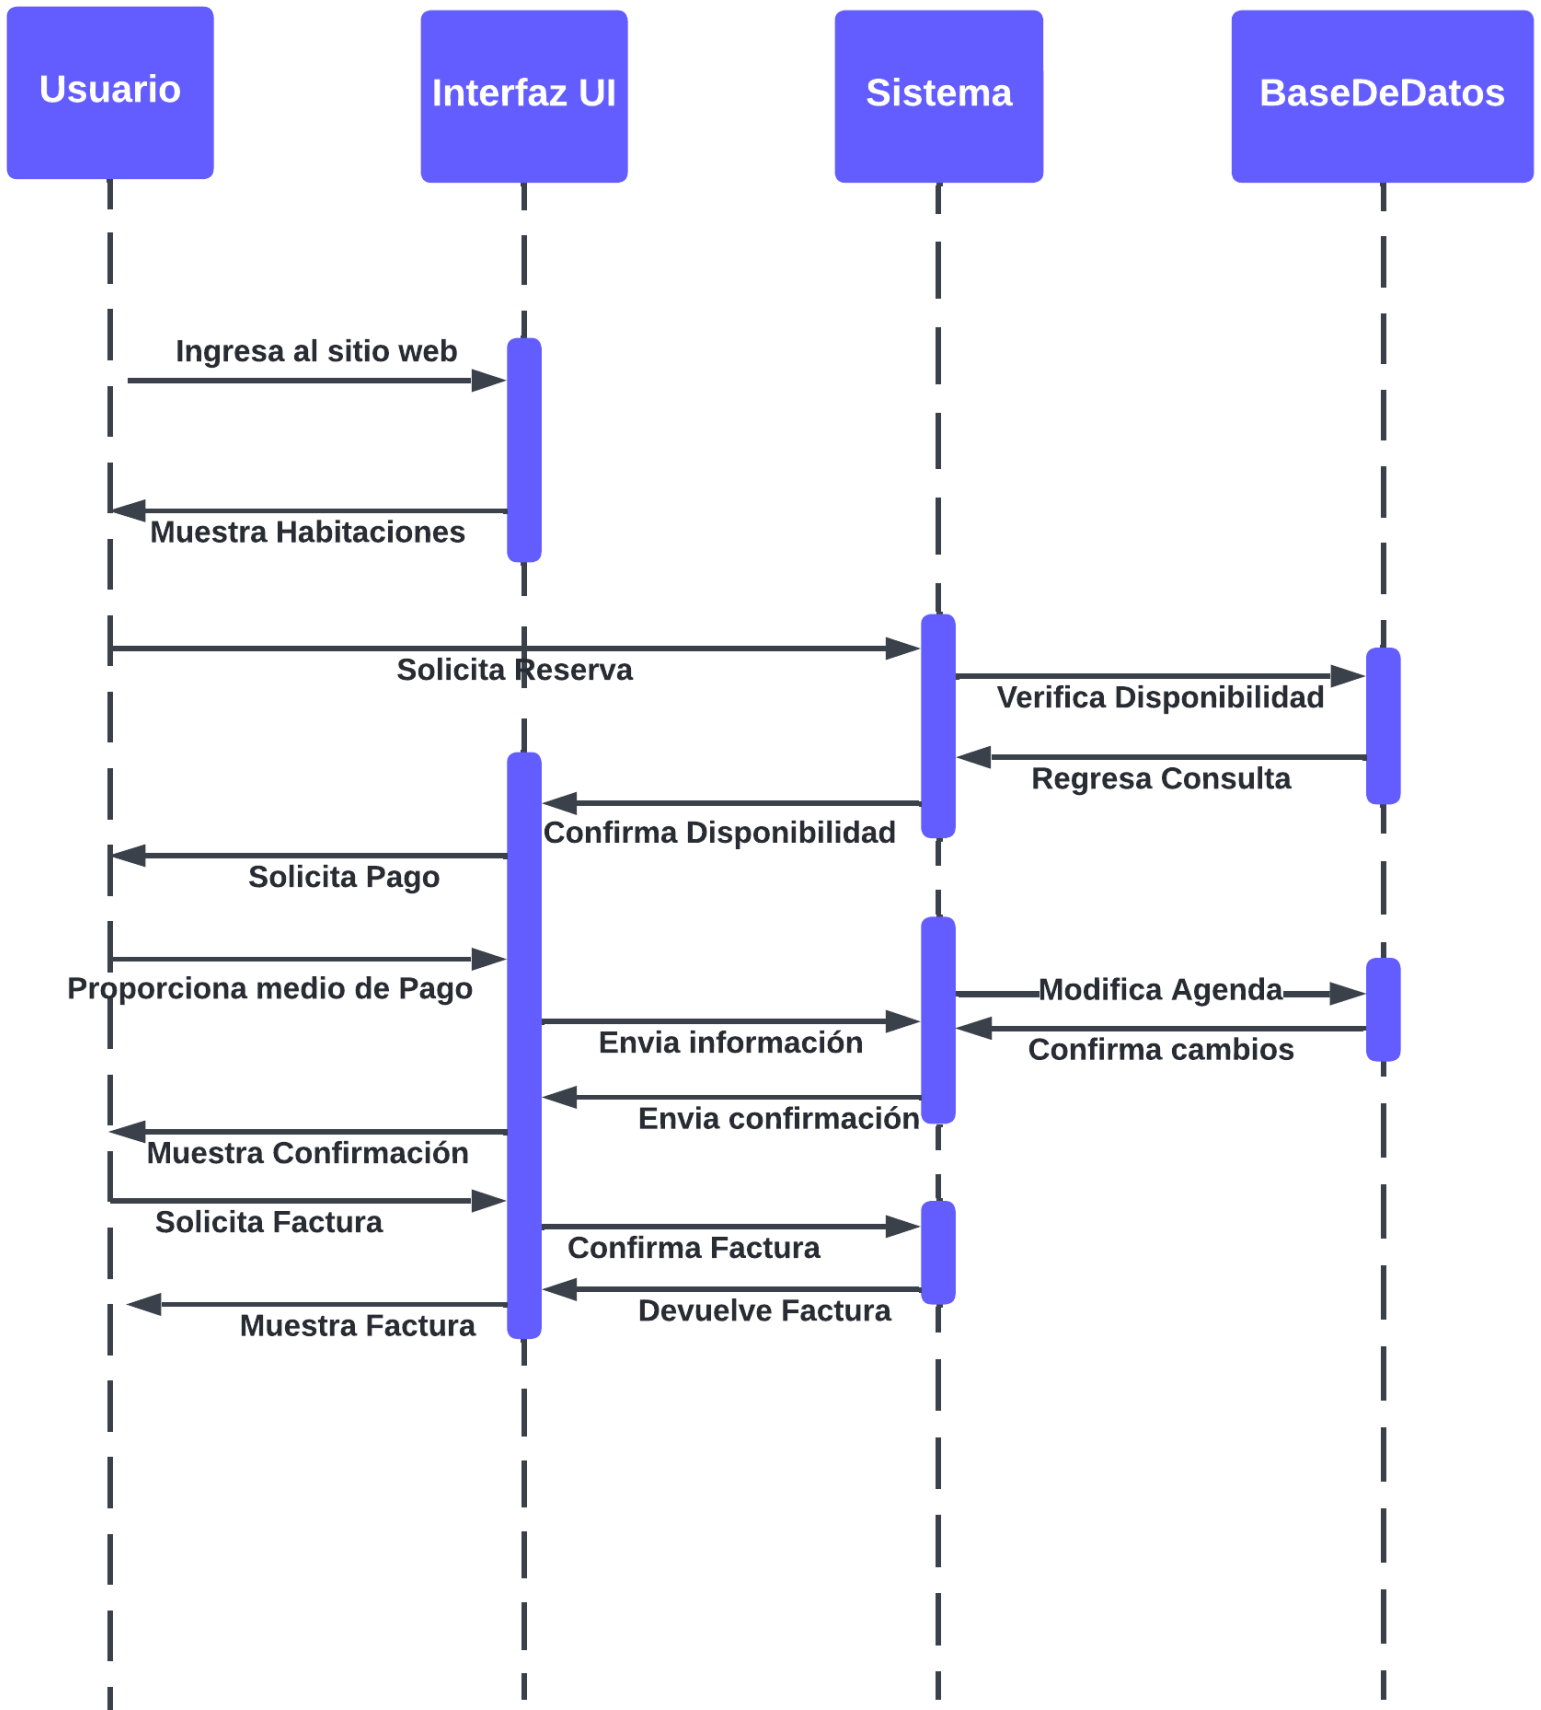 Usuario
Interfaz UI
Sistema
BaseDeDatos
Ingresa al sitio web
Muestra Habitaciones
Solicita Reserva
Verifica Disponibilidad
Regresa Consulta
Confirma Disponibilidad
Solicita Pago
Proporciona medio de Pago
Modifica Agenda
Envia información
Confirma cambios
Envia confirmación
Muestra Confirmación
Solicita Factura
Confirma Factura
Devuelve Factura
Muestra Factura